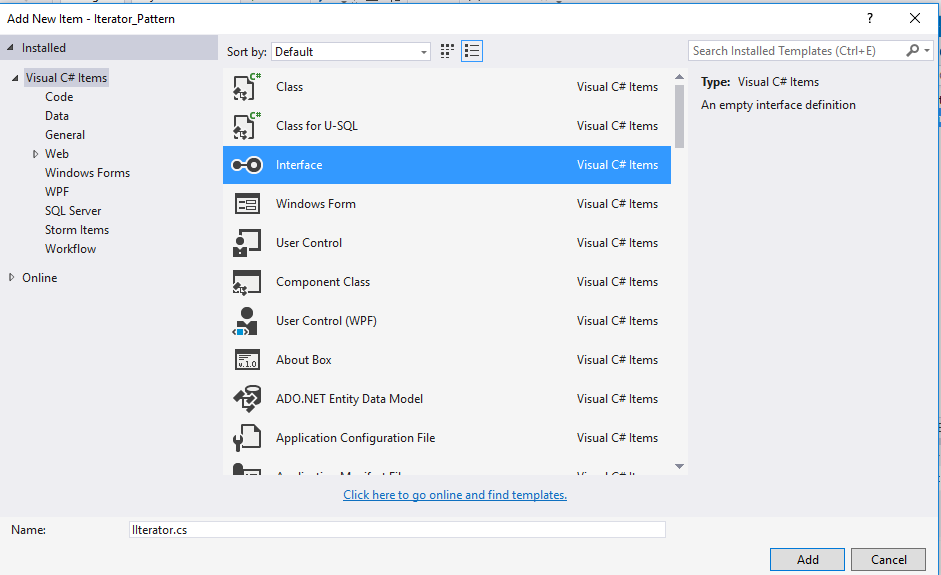 Add New Item - Iterator_Pattern
?
Installed
Sort by: Default
Search Installed Templates (Ctrl+E)
Visual C# Items
Code
Data
General
Web
Windows Forms
WPF
SQL Server
Storm Items
Workflow
Online
Class Visual C# Items
Class for U-SQL Visual C# Items
Interface Visual C# Items
Windows Form Visual C# Items
User Control Visual C# Items
Component Class Visual C# Items
User Control (WPF) Visual C# Items
About Box Visual C# Items
ADO.NET Entity Data Model Visual C# Items
Application Configuration File Visual C# Items
Type: Visual C# Items
An empty interface definition
Click here to go online and find templates.
Name: IIterator.cs
Add Cancel